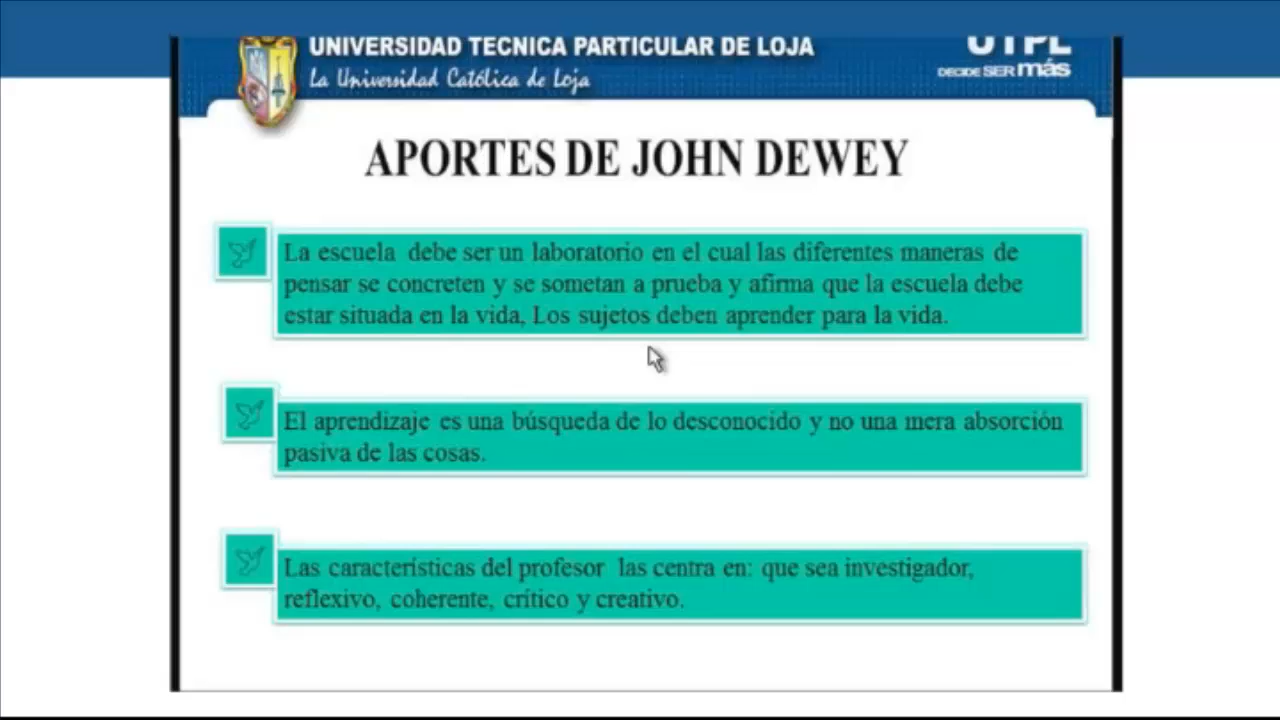 UNIVERSIDAD TECNICA PARTICULAR DE LOJA
La Universidad Católica de Loja
UTPL
DECIDE SER más
APORTES DE JOHN DEWEY
La escuela debe ser un laboratorio en el cual las diferentes maneras de
pensar se concreten y se sometan a prueba y afirma que la escuela debe
estar situada en la vida, Los sujetos deben aprender para la vida.
El aprendizaje es una búsqueda de lo desconocido y no una mera absorción
pasiva de las cosas.
Las características del profesor las centra en: que sea investigador,
reflexivo, coherente, crítico y creativo.